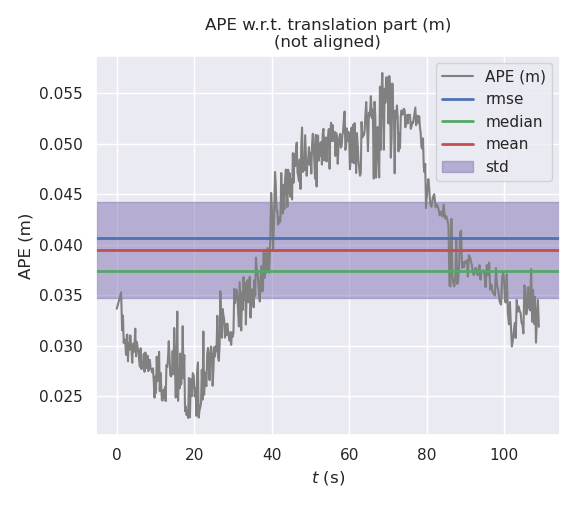 APE w.r.t. translation part (m)
(not aligned)
APE (m)
rmse
median
mean
std
APE (m)
0.055
0.050
0.045
0.040
0.035
0.030
0.025
0 20 40 60 80 100
t (s)